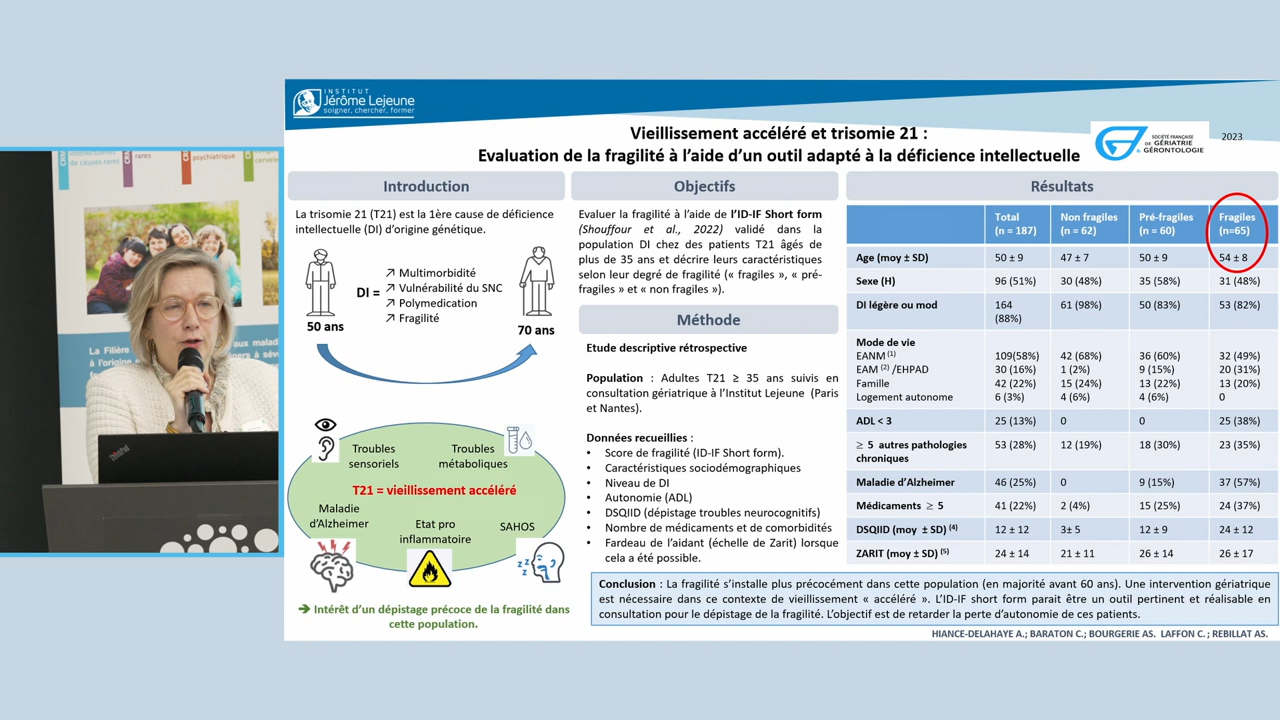 INSTITUT
Jérôme Lejeune
soigner, chercher, former
Vieillissement accéléré et trisomie 21 :
Evaluation de la fragilité à l'aide d'un outil adapté à la déficience intellectuelle
SOCIÉTÉ FRANÇAISE
DE GÉRIATRIE
& GÉRONTOLOGIE
2023
Introduction
La trisomie 21 (T21) est la 1ère cause de déficience
intellectuelle (DI) d'origine génétique.
50 ans
DI =
↗ Multimorbidité
↗ Vulnérabilité du SNC
↗ Polymedication
↗ Fragilité
70 ans
Troubles
sensoriels
Troubles
métaboliques
T21 = vieillissement accéléré
Maladie
d'Alzheimer
Etat pro
inflammatoire
SAHOS
➔ Intérêt d'un dépistage précoce de la fragilité dans
cette population.
Objectifs
Evaluer la fragilité à l'aide de l'ID-IF Short form
(Shouffour et al., 2022) validé dans la
population DI chez des patients T21 âgés de
plus de 35 ans et décrire leurs caractéristiques
selon leur degré de fragilité (« fragiles », « pré-
fragiles » et « non fragiles »).
Méthode
Etude descriptive rétrospective
Population : Adultes T21 ≥ 35 ans suivis en
consultation gériatrique à l'Institut Lejeune (Paris
et Nantes).
Données recueillies :
• Score de fragilité (ID-IF Short form).
• Caractéristiques sociodémographiques
• Niveau de DI
• Autonomie (ADL)
• DSQIID (dépistage troubles neurocognitifs)
• Nombre de médicaments et de comorbidités
• Fardeau de l'aidant (échelle de Zarit) lorsque
cela a été possible.
Résultats
Total (n = 187) Non fragiles (n = 62) Pré-fragiles (n = 60) Fragiles (n=65)
Age (moy ± SD) 50 ± 9 47 ± 7 50 ± 9 54 ± 8
Sexe (H) 96 (51%) 30 (48%) 35 (58%) 31 (48%)
DI légère ou mod 164 (88%) 61 (98%) 50 (83%) 53 (82%)
Mode de vie
EANM (1) 109(58%) 42 (68%) 36 (60%) 32 (49%)
EAM (2) /EHPAD 30 (16%) 1 (2%) 9 (15%) 20 (31%)
Famille 42 (22%) 15 (24%) 13 (22%) 13 (20%)
Logement autonome 6 (3%) 4 (6%) 4 (6%) 0
ADL < 3 25 (13%) 0 0 25 (38%)
≥ 5 autres pathologies chroniques 53 (28%) 12 (19%) 18 (30%) 23 (35%)
Maladie d'Alzheimer 46 (25%) 0 9 (15%) 37 (57%)
Médicaments ≥ 5 41 (22%) 2 (4%) 15 (25%) 24 (37%)
DSQIID (moy ± SD) (4) 12 ± 12 3± 5 12 ± 9 24 ± 12
ZARIT (moy ± SD) (5) 24 ± 14 21 ± 11 26 ± 14 26 ± 17
Conclusion : La fragilité s'installe plus précocément dans cette population (en majorité avant 60 ans). Une intervention gériatrique
est nécessaire dans ce contexte de vieillissement « accéléré ». L'ID-IF short form parait être un outil pertinent et réalisable en
consultation pour le dépistage de la fragilité. L'objectif est de retarder la perte d'autonomie de ces patients.
HIANCE-DELAHAYE A.; BARATON C.; BOURGERIE AS. LAFFON C.; REBILLAT AS.
de causes rares
rares
psychiatrique
cervele
La Filière
à l'origine
ThinkPad